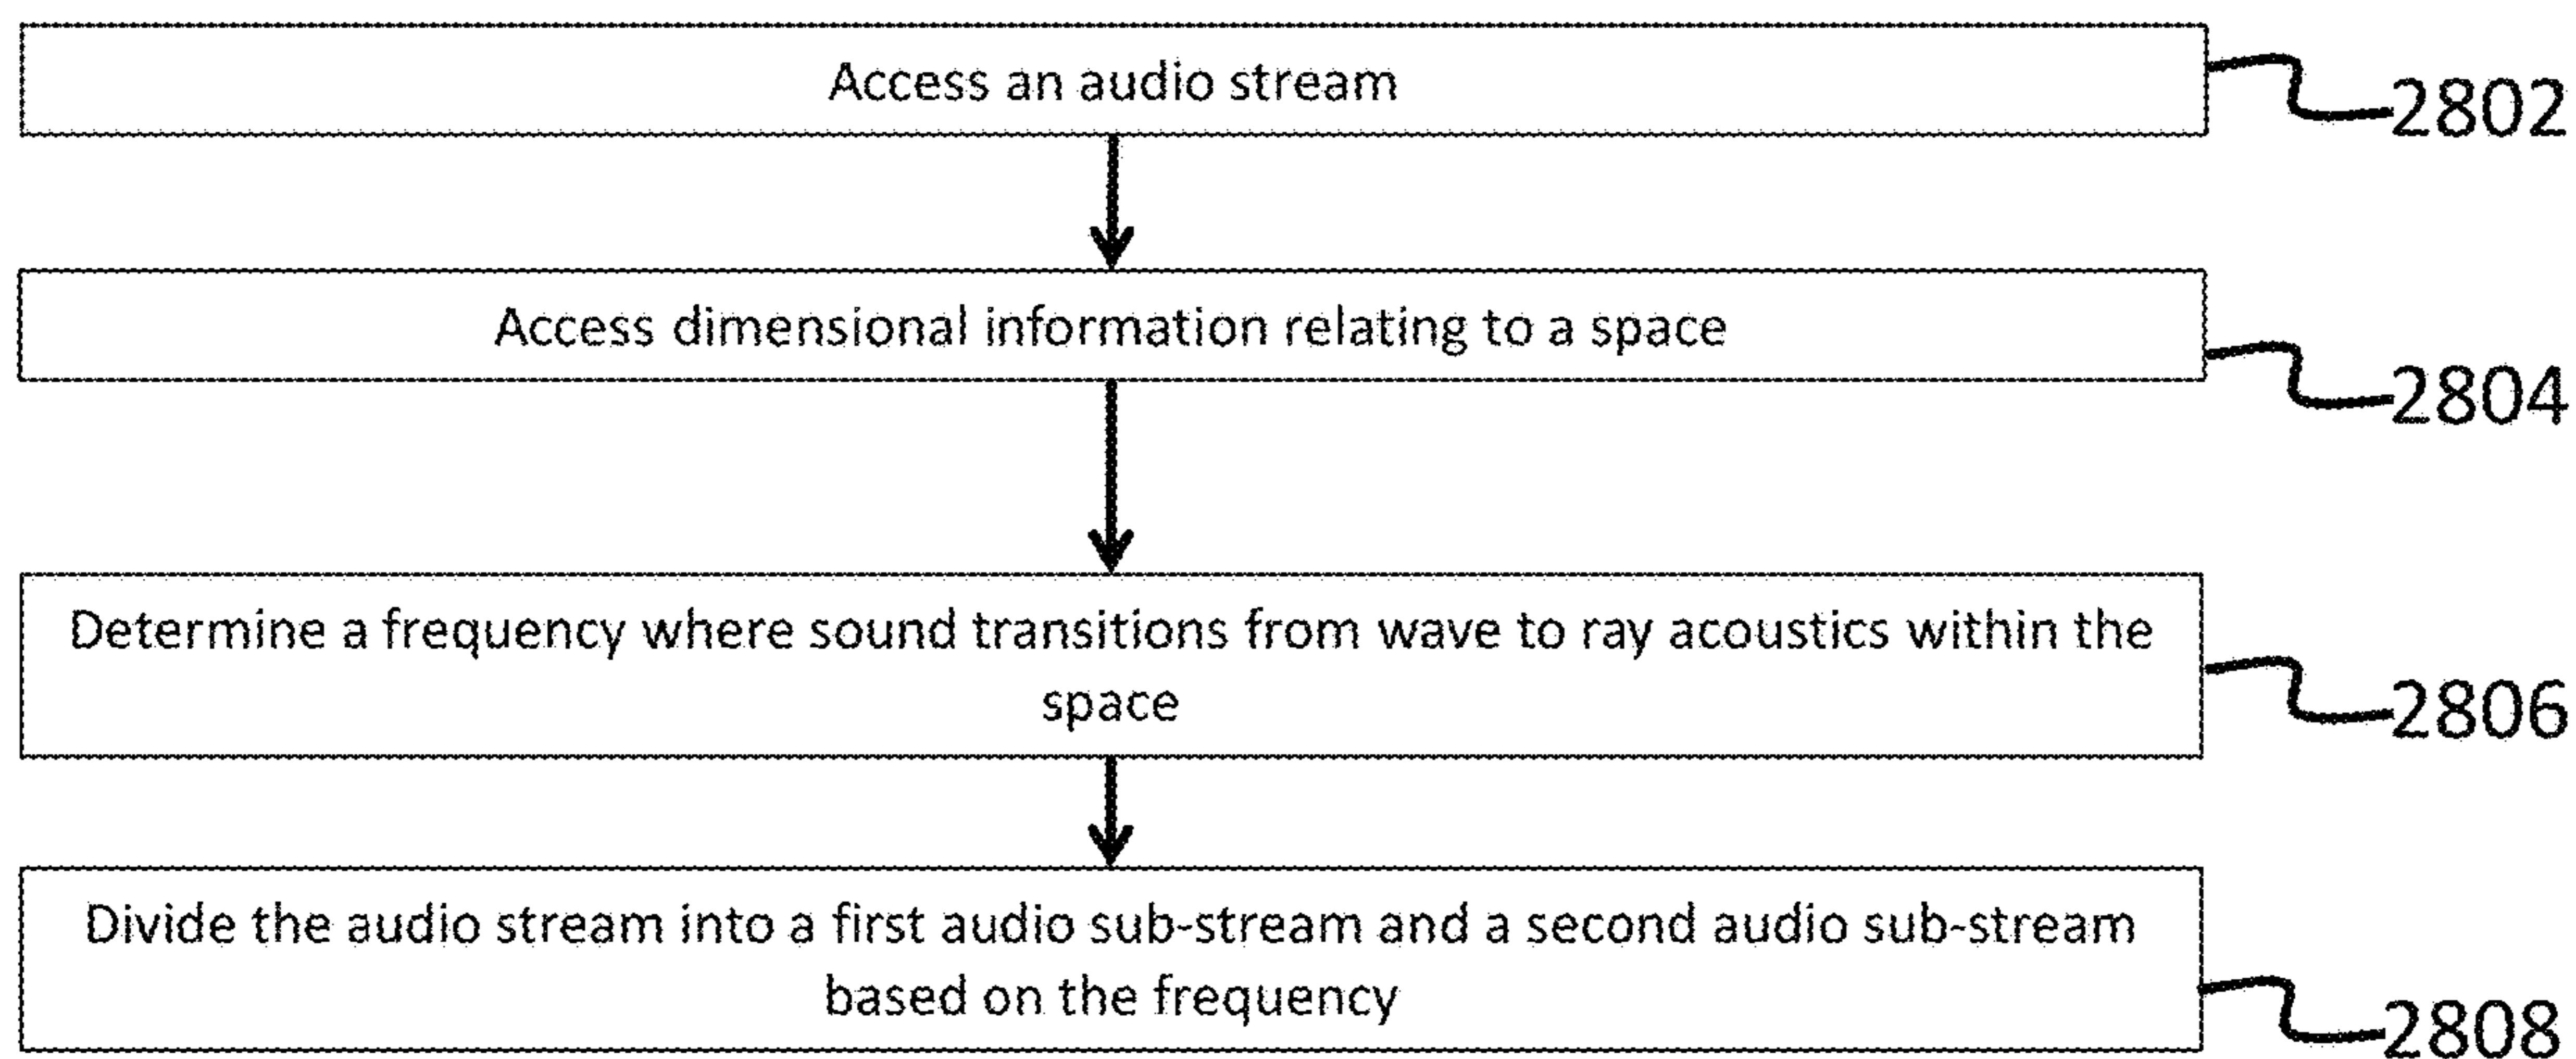 Access an audio stream
2802
Access dimensional information relating to a space
2804
Determine a frequency where sound transitions from wave to ray acoustics within the
space
2806
Divide the audio stream into a first audio sub-stream and a second audio sub-stream
based on the frequency
2808